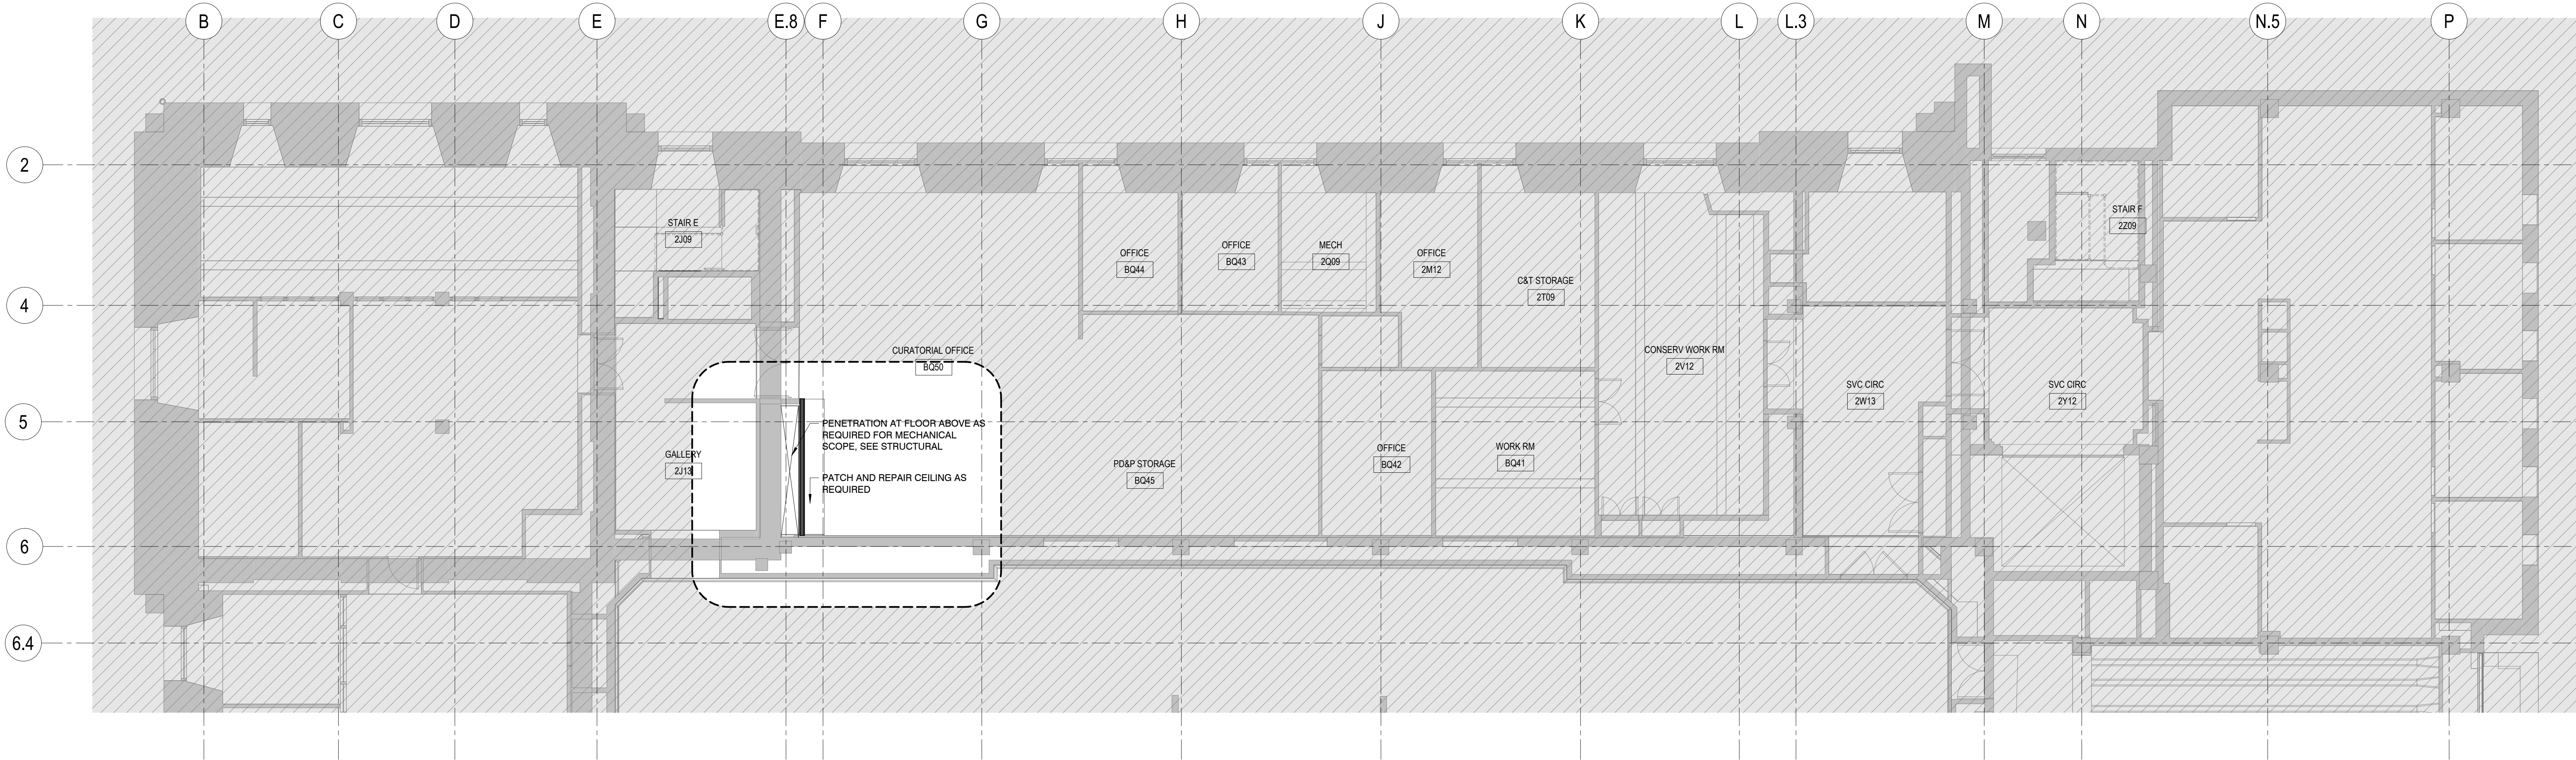 B
C
D
E
E.8
F
G
H
J
K
L
L.3
M
N
N.5
P
2
4
5
6
6.4
STAIR E
2J09
STAIR F
2Z09
OFFICE
BQ44
OFFICE
BQ43
MECH
2Q09
OFFICE
2M12
C&T STORAGE
2T09
CURATORIAL OFFICE
BQ50
CONSERV WORK RM
2V12
SVC CIRC
2W13
SVC CIRC
2Y12
PENETRATION AT FLOOR ABOVE AS
REQUIRED FOR MECHANICAL
SCOPE, SEE STRUCTURAL
GALLERY
2J13
PATCH AND REPAIR CEILING AS
REQUIRED
PD&P STORAGE
BQ45
OFFICE
BQ42
WORK RM
BQ41